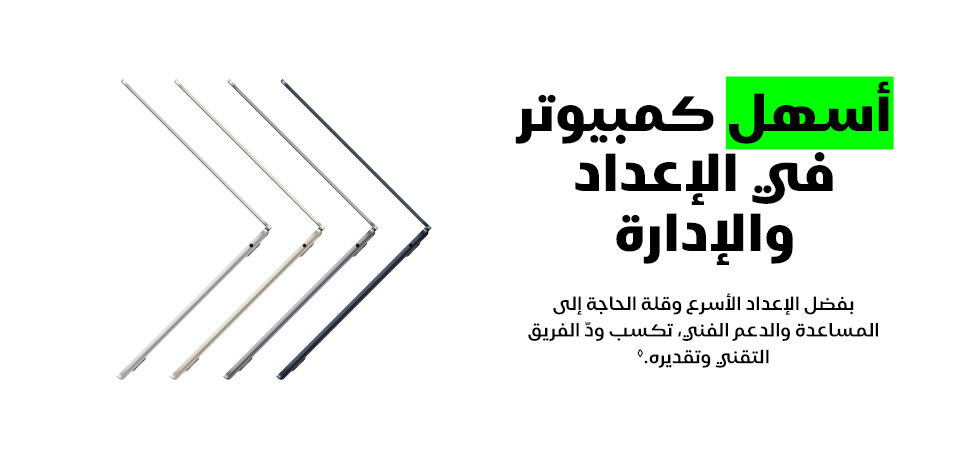 أسهل كمبيوتر
في الإعداد
والإدارة
بفضل الإعداد الأسرع وقلة الحاجة إلى
المساعدة والدعم الفني، تكسب ودّ الفريق
التقني وتقديره.◊